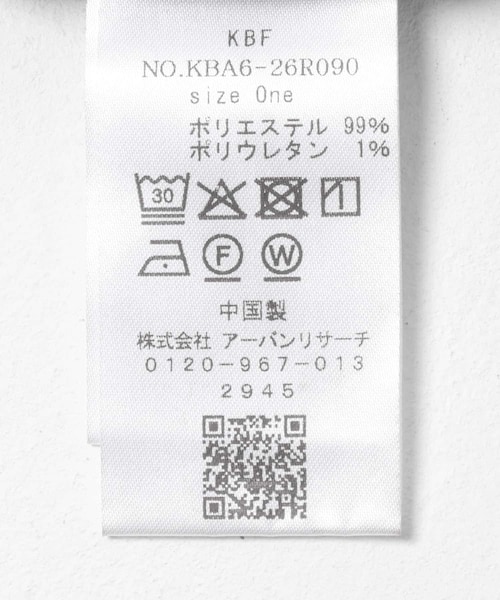 KBF
NO.KBA6-26R090
size One
ポリエステル 99%
ポリウレタン 1%
30
F W
中国製
株式会社 アーバンリサーチ
0120-967-013
2945